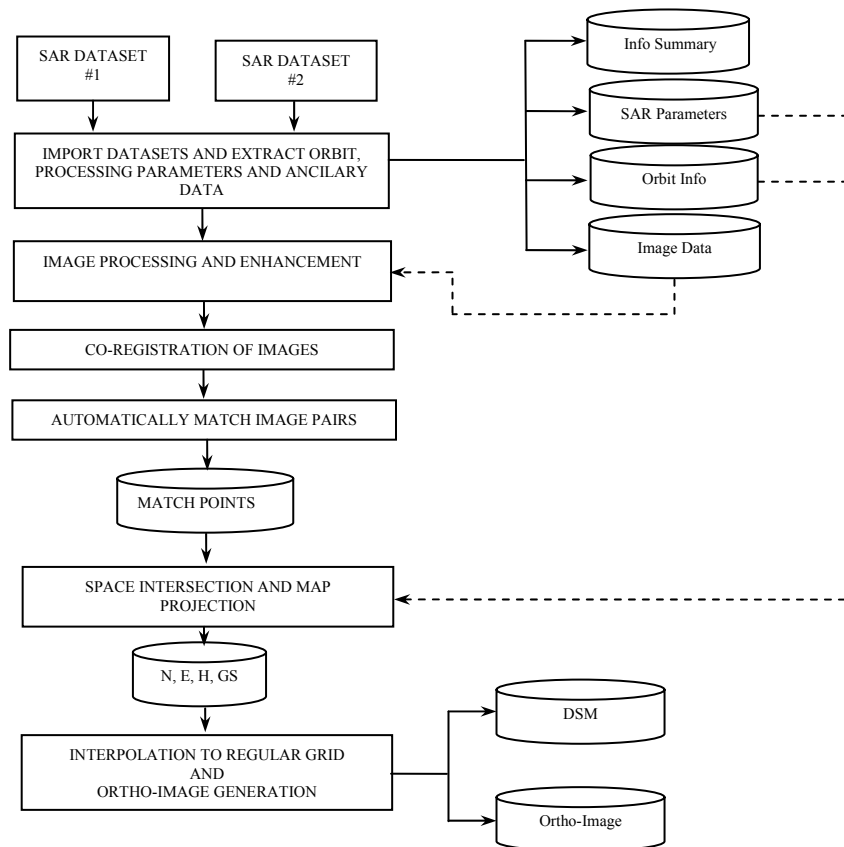 SAR DATASET
#1
SAR DATASET
#2
IMPORT DATASETS AND EXTRACT ORBIT,
PROCESSING PARAMETERS AND ANCILARY
DATA
Info Summary
SAR Parameters
Orbit Info
Image Data
IMAGE PROCESSING AND ENHANCEMENT
CO-REGISTRATION OF IMAGES
AUTOMATICALLY MATCH IMAGE PAIRS
MATCH POINTS
SPACE INTERSECTION AND MAP
PROJECTION
N, E, H, GS
INTERPOLATION TO REGULAR GRID
AND
ORTHO-IMAGE GENERATION
DSM
Ortho-Image